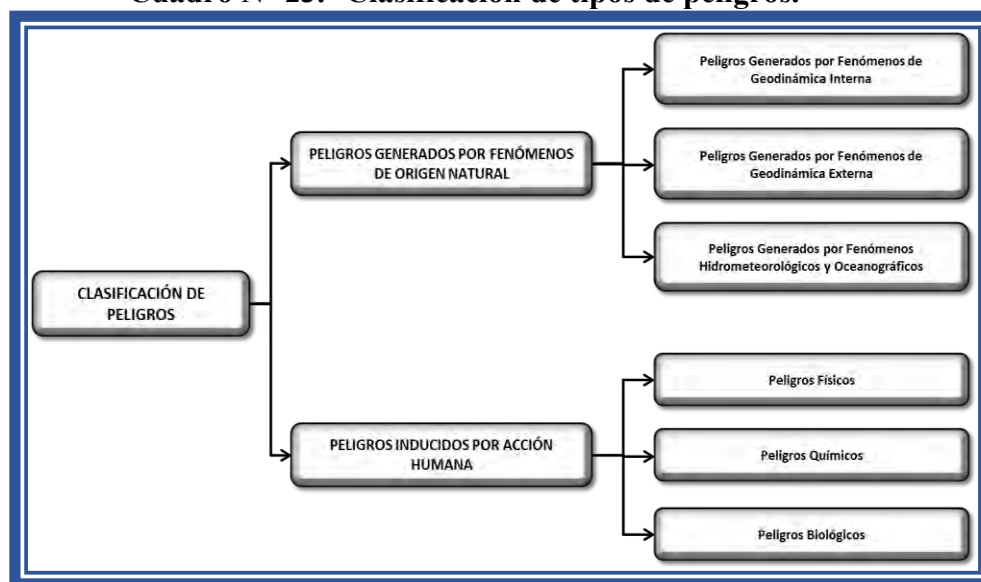 Cuadro N° 25: Clasificación de tipos de peligros.
Peligros Generados por Fenómenos de
Geodinámica Interna
PELIGROS GENERADOS POR FENÓMENOS
DE ORIGEN NATURAL
Peligros Generados por Fenómenos de
Geodinámica Externa
Peligros Generados por Fenómenos
Hidrometeorológicos y Oceanográficos
CLASIFICACIÓN DE
PELIGROS
Peligros Físicos
PELIGROS INDUCIDOS POR ACCIÓN
HUMANA
Peligros Químicos
Peligros Biológicos